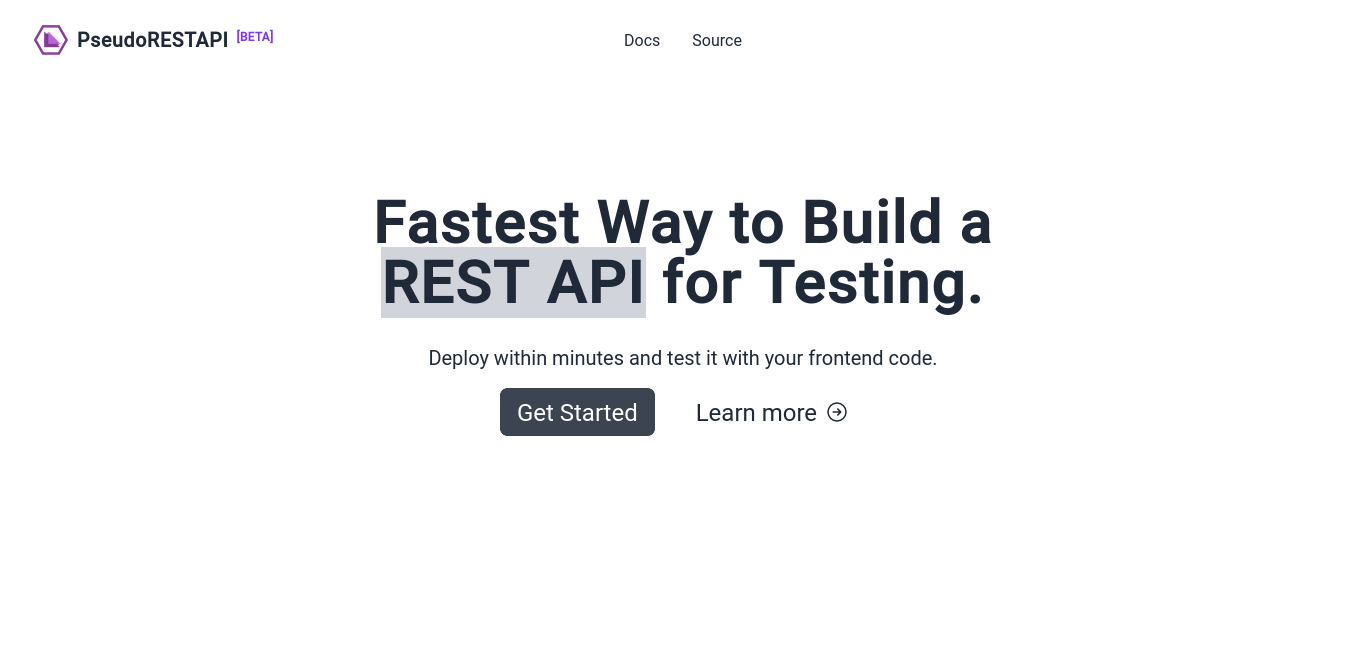 PseudoRESTAPI [BETA]
Docs
Source
Fastest Way to Build a
REST API for Testing.
Deploy within minutes and test it with your frontend code.
Get Started
Learn more